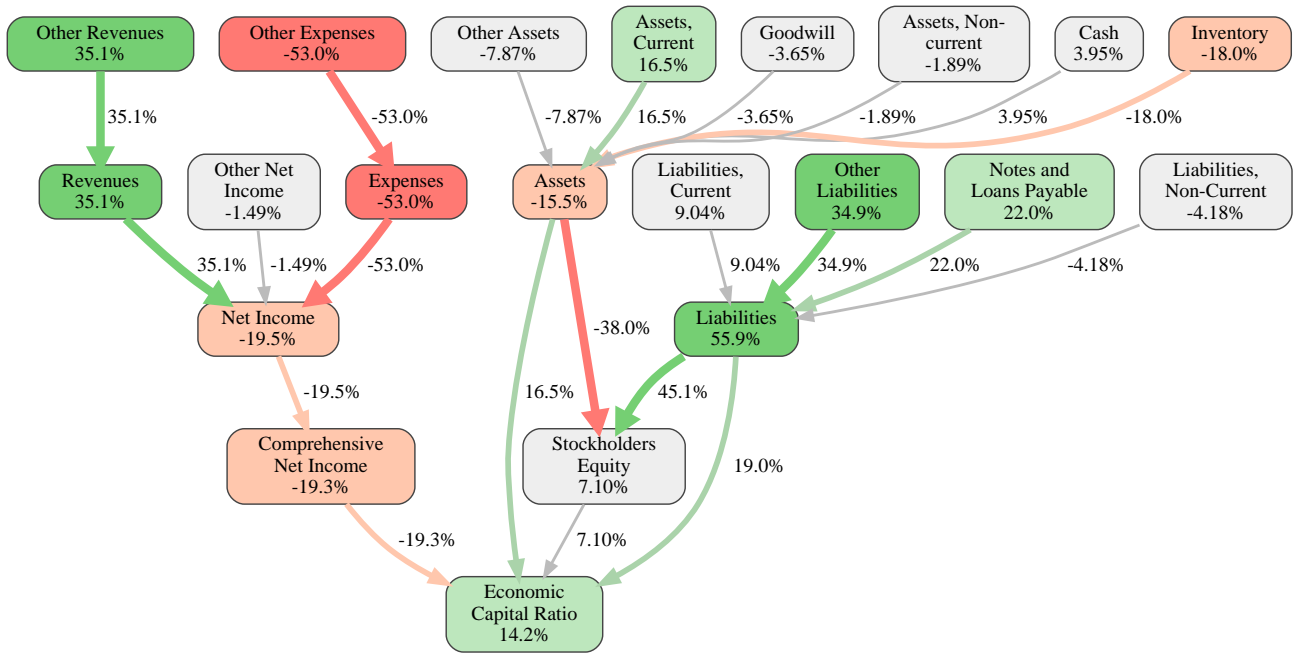 Other Revenues
35.1%
Other Expenses
-53.0%
Other Assets
-7.87%
Assets,
Current
16.5%
Goodwill
-3.65%
Assets, Non-
current
-1.89%
Cash
3.95%
Inventory
-18.0%
35.1%
-53.0%
-7.87%
16.5%
-3.65%
-1.89%
3.95%
-18.0%
Revenues
35.1%
Other Net
Income
-1.49%
Expenses
-53.0%
Assets
-15.5%
Liabilities,
Current
9.04%
Other
Liabilities
34.9%
Notes and
Loans Payable
22.0%
Liabilities,
Non-Current
-4.18%
35.1%
-1.49%
-53.0%
9.04%
34.9%
22.0%
-4.18%
Net Income
-19.5%
-38.0%
Liabilities
55.9%
-19.5%
16.5%
45.1%
Comprehensive
Net Income
-19.3%
Stockholders
Equity
7.10%
19.0%
-19.3%
7.10%
Economic
Capital Ratio
14.2%